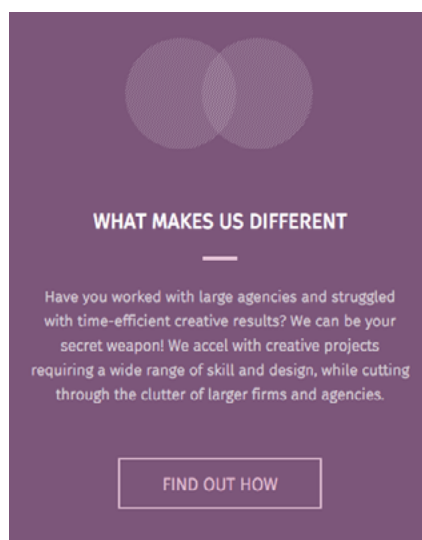 WHAT MAKES US DIFFERENT
Have you worked with large agencies and struggled
with time-efficient creative results? We can be your
secret weapon! We accel with creative projects
requiring a wide range of skill and design, while cutting
through the clutter of larger firms and agencies.
FIND OUT HOW